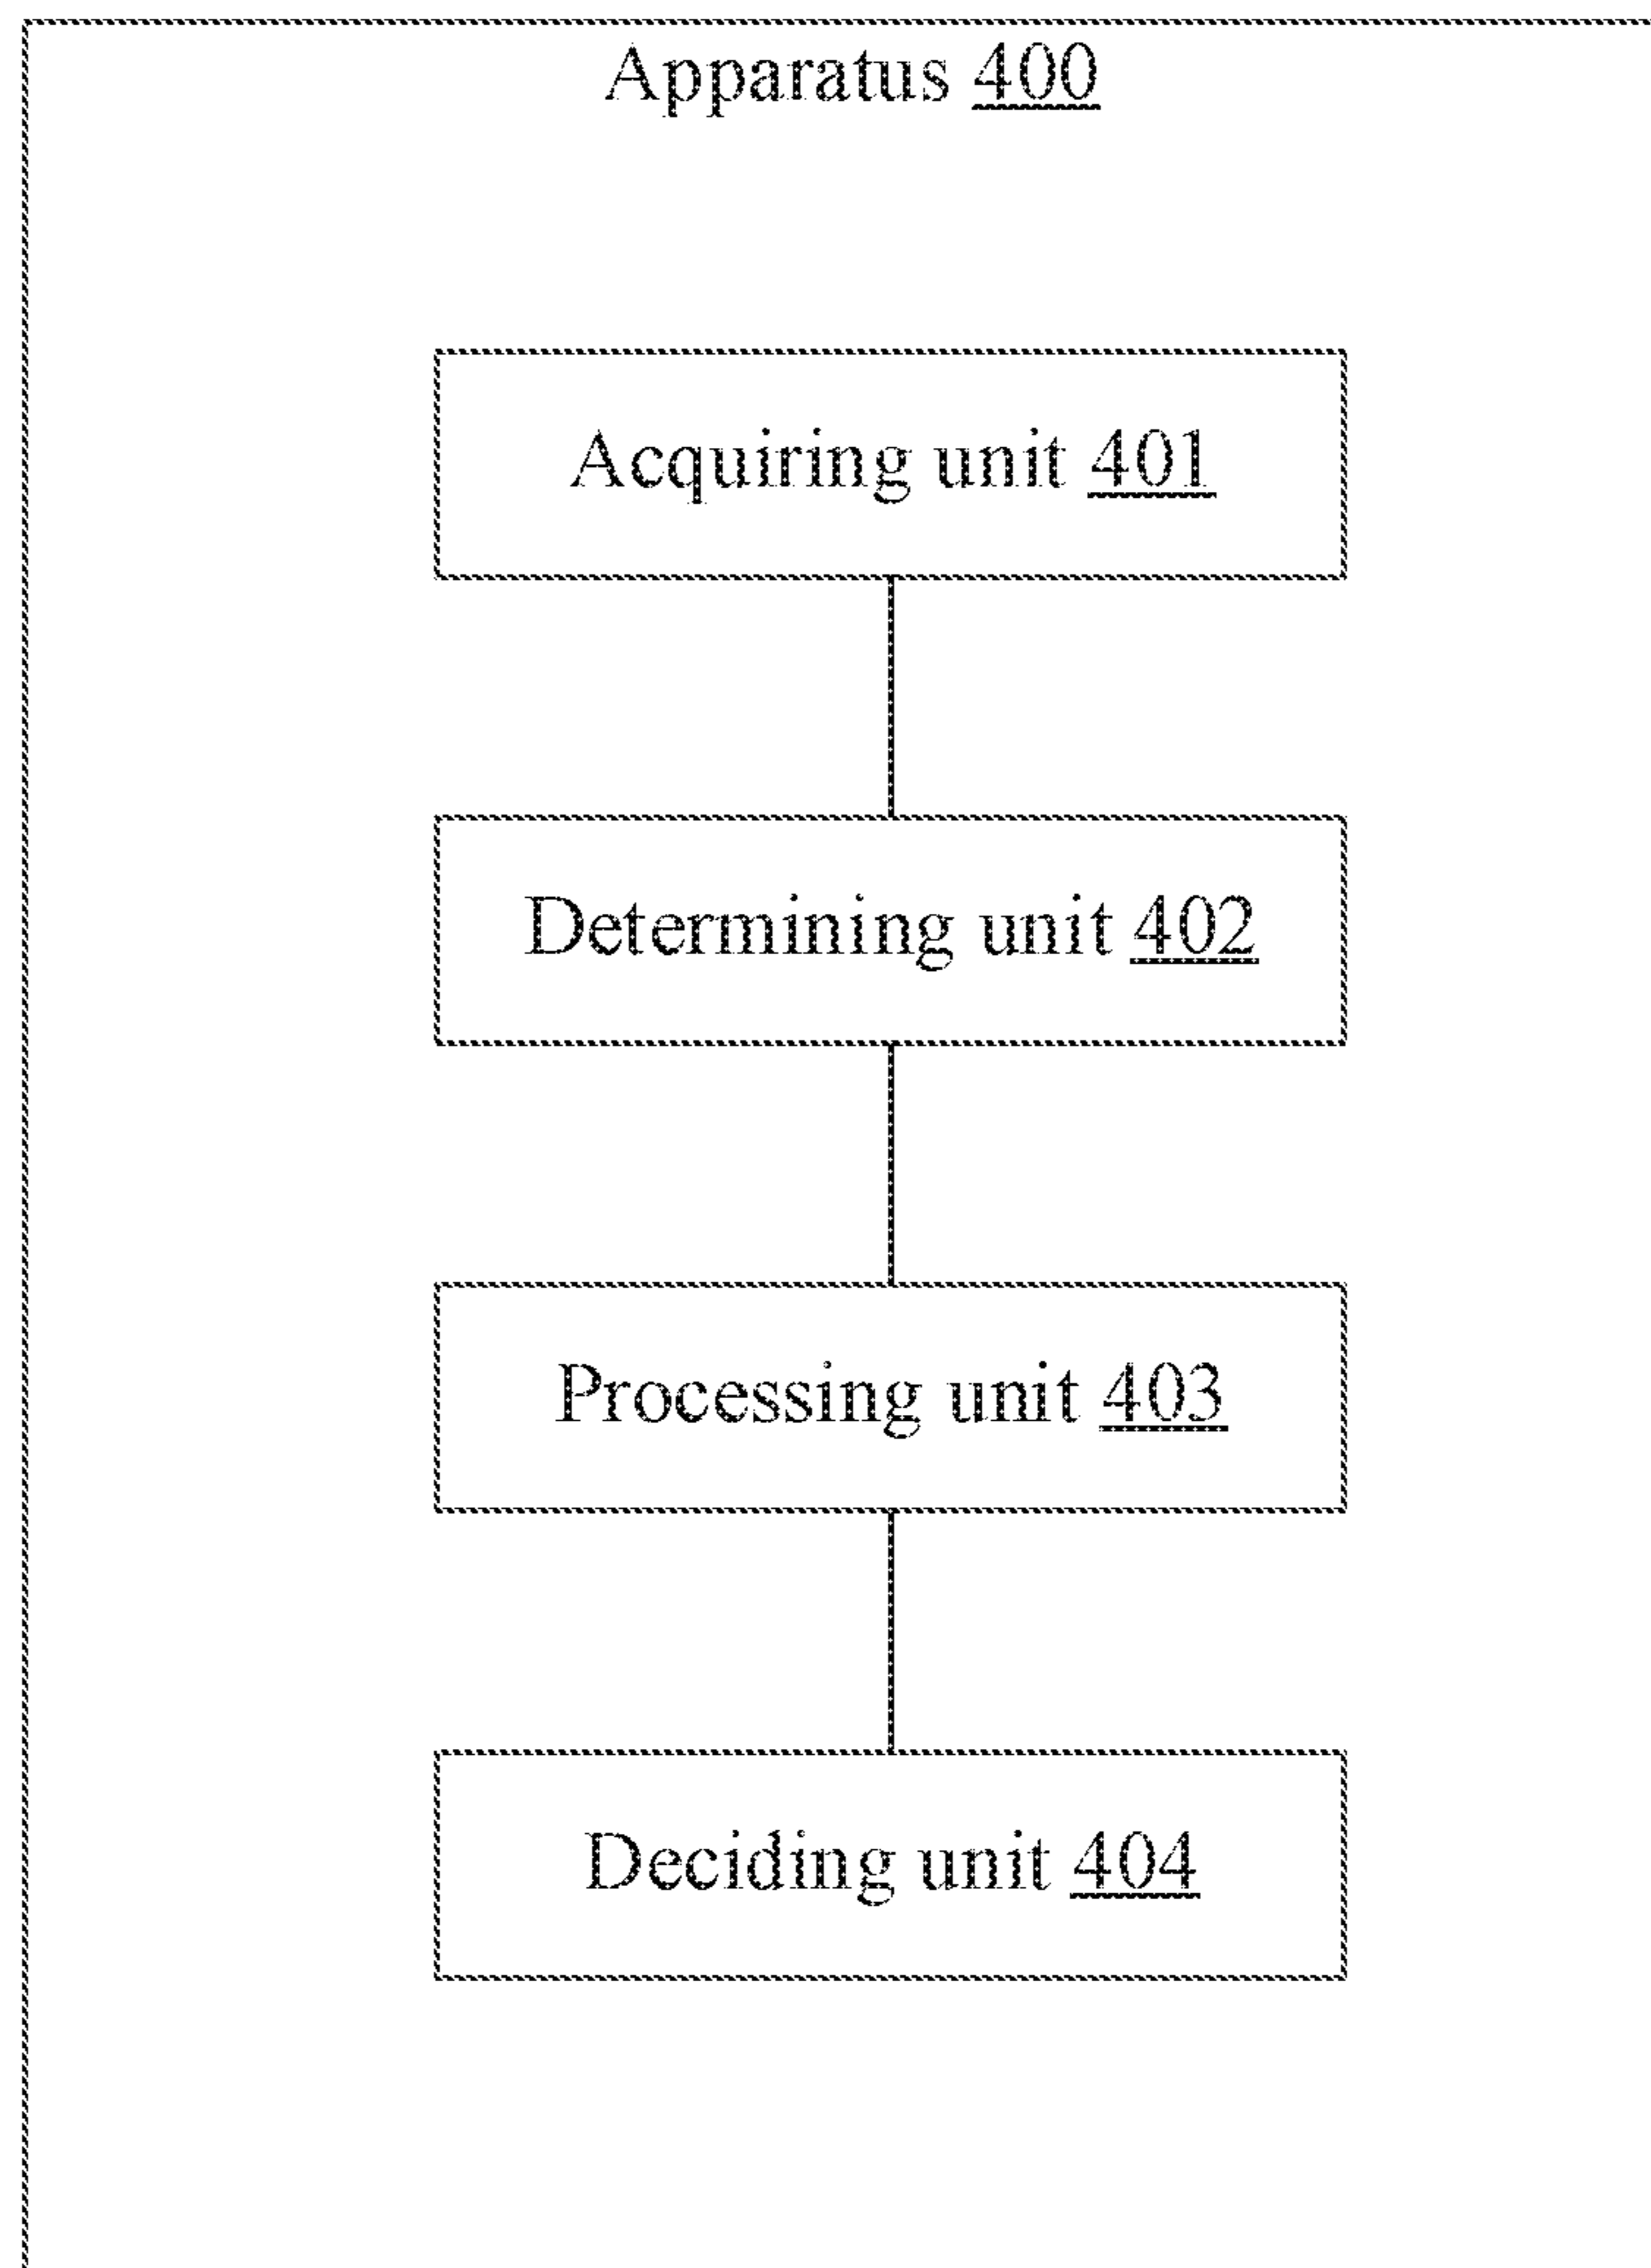 Apparatus 400
Acquiring unit 401
Determining unit 402
Processing unit 403
Deciding unit 404